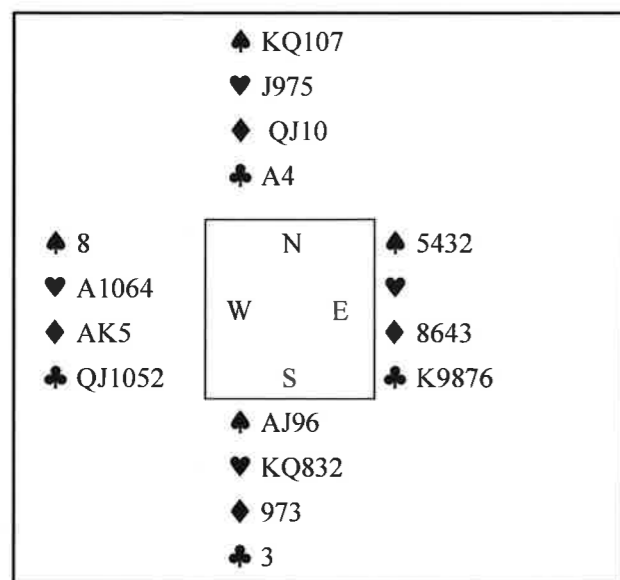 ♠ KQ107
♥ J975
♦ QJ10
♣ A4
♠ 8 N ♠ 5432
♥ A1064 ♥
♦ AK5 W E ♦ 8643
♣ QJ1052 S ♣ K9876
♠ AJ96
♥ KQ832
♦ 973
♣ 3